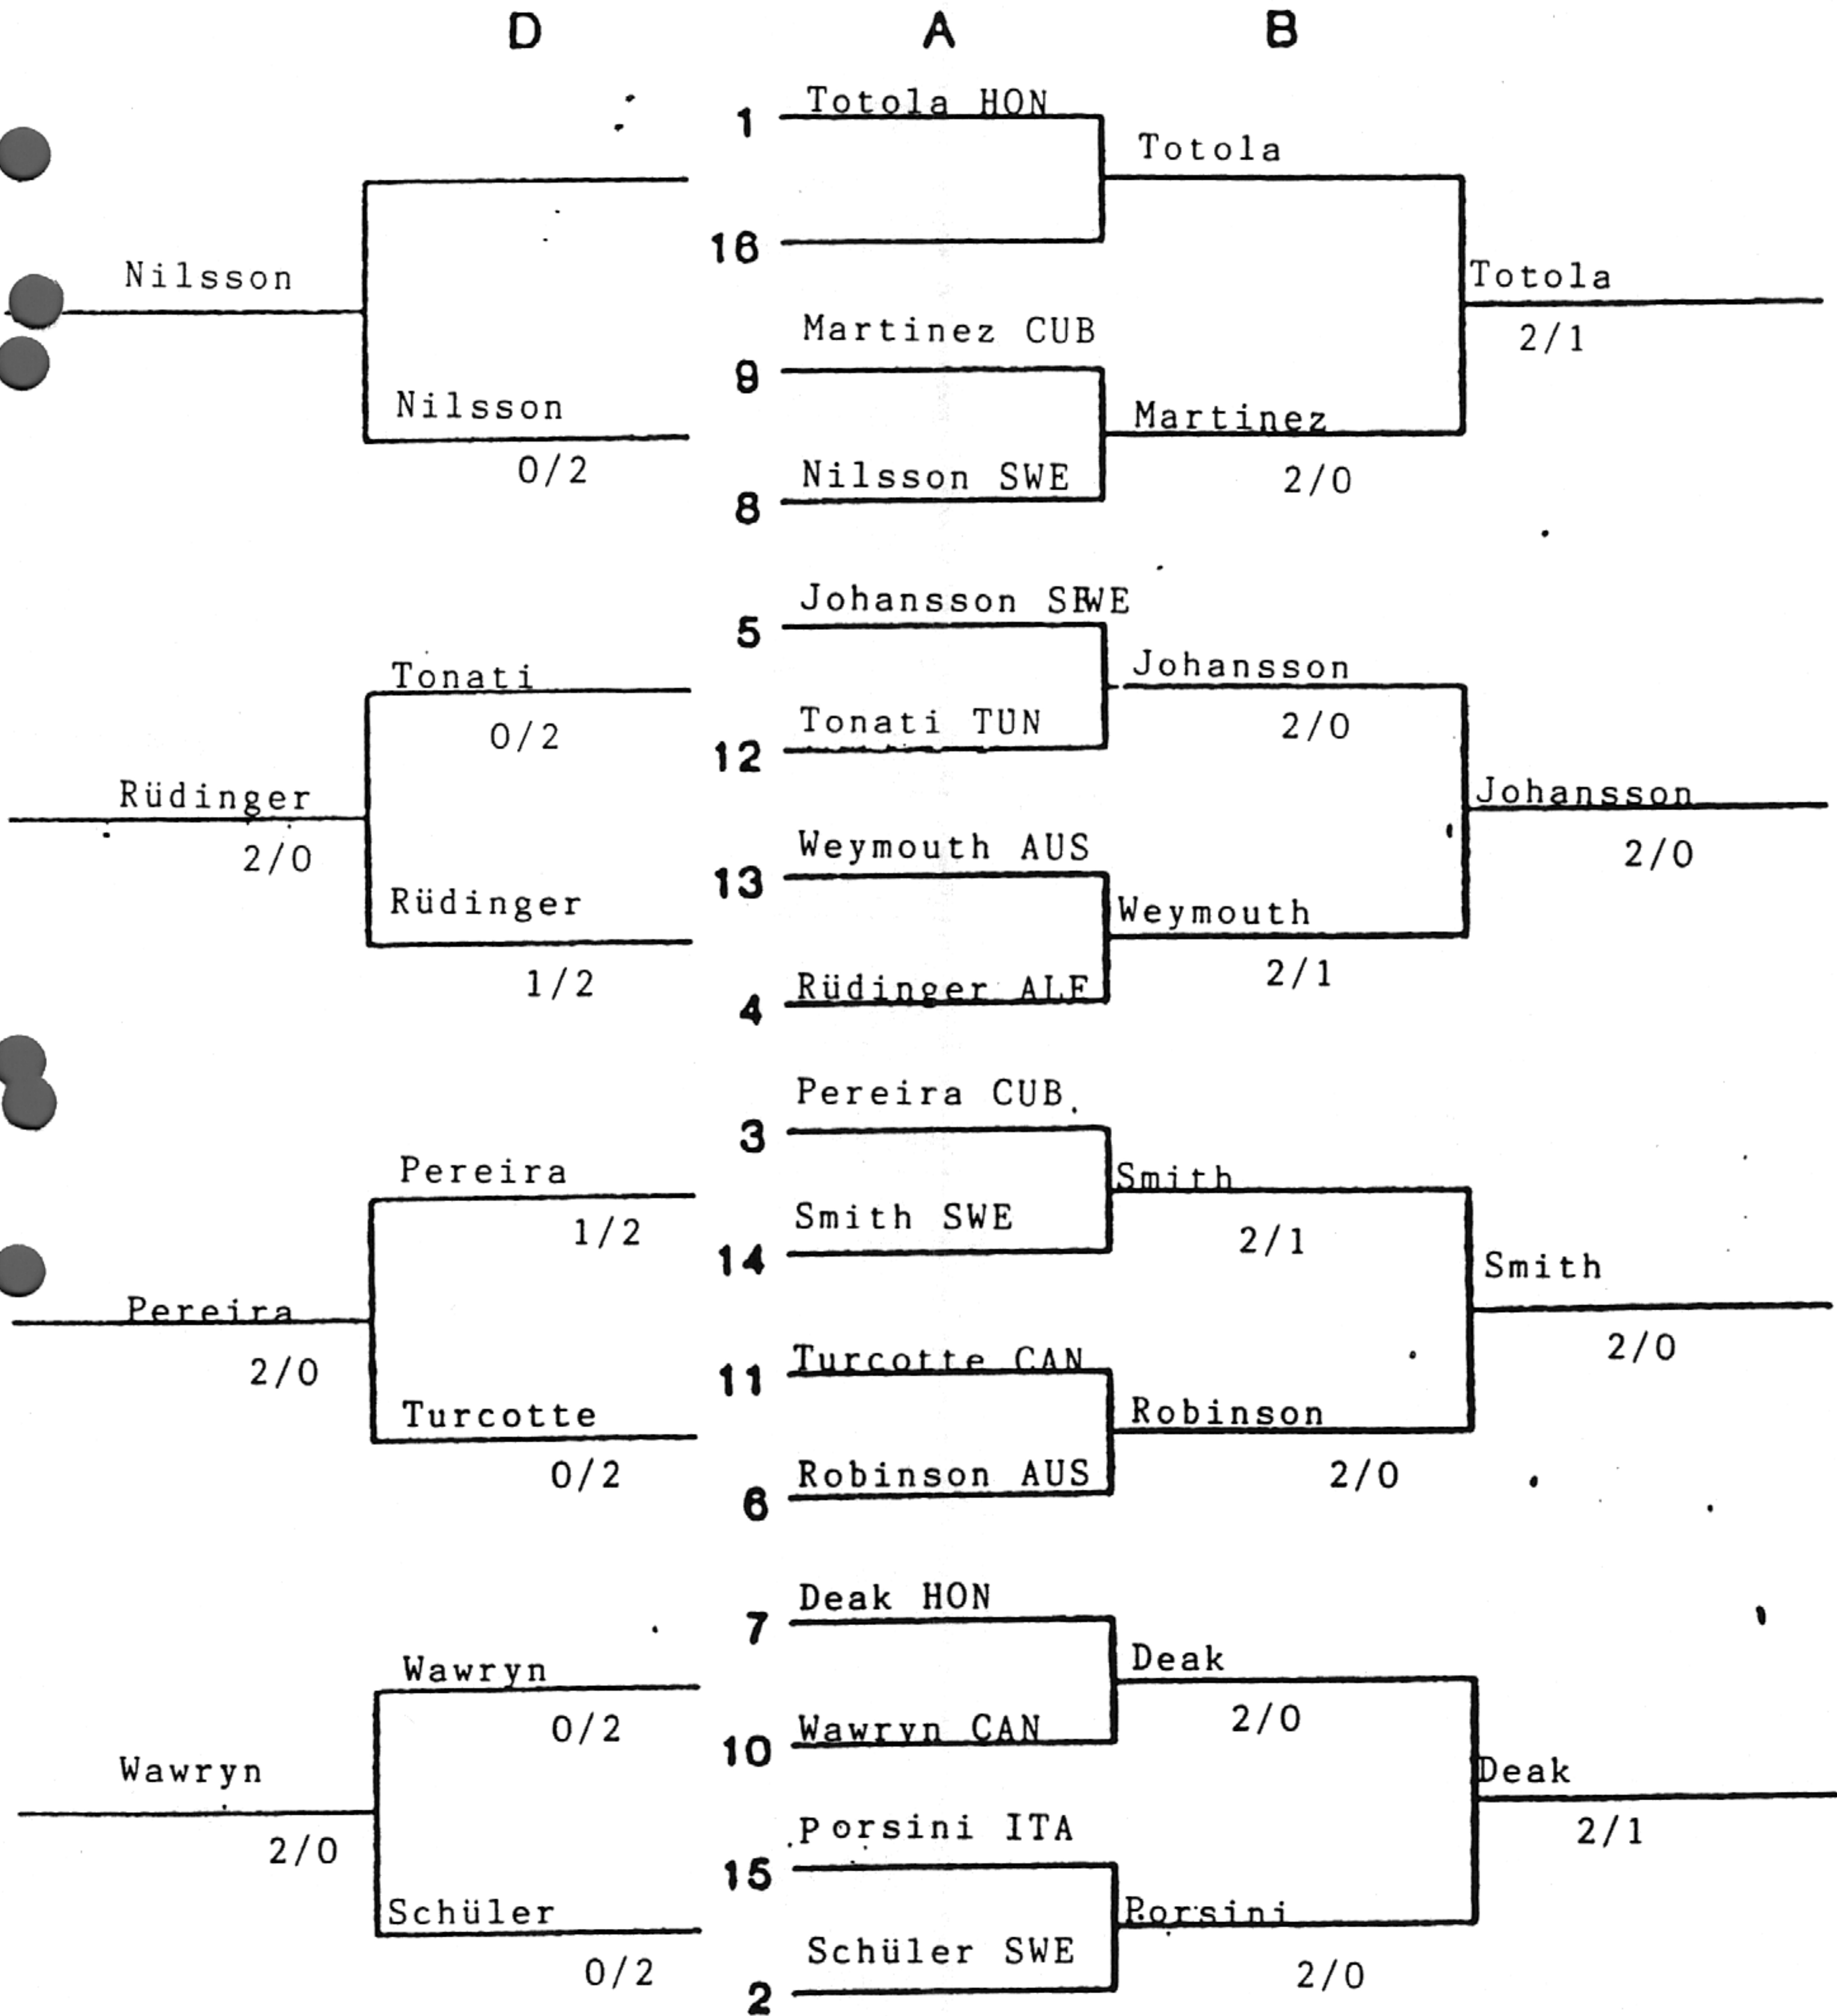 D A B
1 Totola HON
Totola
16
Nilsson
Totola
2/1
Martinez CUB
9
Nilsson
Martinez
0/2
Nilsson SWE
2/0
8
Johansson SWE
5
Tonati
Johansson
0/2
Tonati TUN
2/0
12
Rüdinger
Johansson
2/0
Weymouth AUS
2/0
13
Rüdinger
Weymouth
1/2
Rüdinger ALF
2/1
4
Pereira CUB
3
Pereira
Smith
1/2
Smith SWE
2/1
14
Smith
Pereira
2/0
2/0
Turcotte CAN
11
Turcotte
Robinson
0/2
Robinson AUS
2/0
6
Deak HON
7
Wawryn
Deak
0/2
Wawryn CAN
2/0
10
Wawryn
Deak
2/0
Porsini ITA
2/1
15
Schüler
Porsini
0/2
Schüler SWE
2/0
2